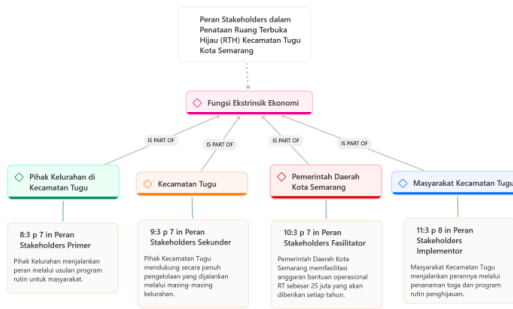 Peran Stakeholders dalam
Penataan Ruang Terbuka
Hijau (RTH) Kecamatan Tugu
Kota Semarang
Fungsi Ekstrinsik Ekonomi
IS PART OF
IS PART OF
IS PART OF
IS PART OF
Pihak Kelurahan di
Kecamatan Tugu
Kecamatan Tugu
Pemerintah Daerah
Kota Semarang
Masyarakat Kecamatan Tugu
8:3 p 7 in Peran
Stakeholders Primer
Pihak Kelurahan menjalankan
peran melalui usulan program
rutin untuk masyarakat.
9:3 p 7 in Peran
Stakeholders Sekunder
Pihak Kecamatan Tugu
mendukung secara penuh
pengelolaan yang dijalankan
melalui masing-masing
kelurahan.
10:3 p 7 in Peran
Stakeholders Fasilitator
Pemerintah Daerah Kota
Semarang memfasilitasi
anggaran bantuan operasional
RT sebesar 25 juta yang akan
diberikan setiap tahun.
11:3 p 8 in Peran
Stakeholders
Implementor
Masyarakat Kecamatan Tugu
menjalankan perannya melalui
penanaman toga dan program
rutin penghijauan.